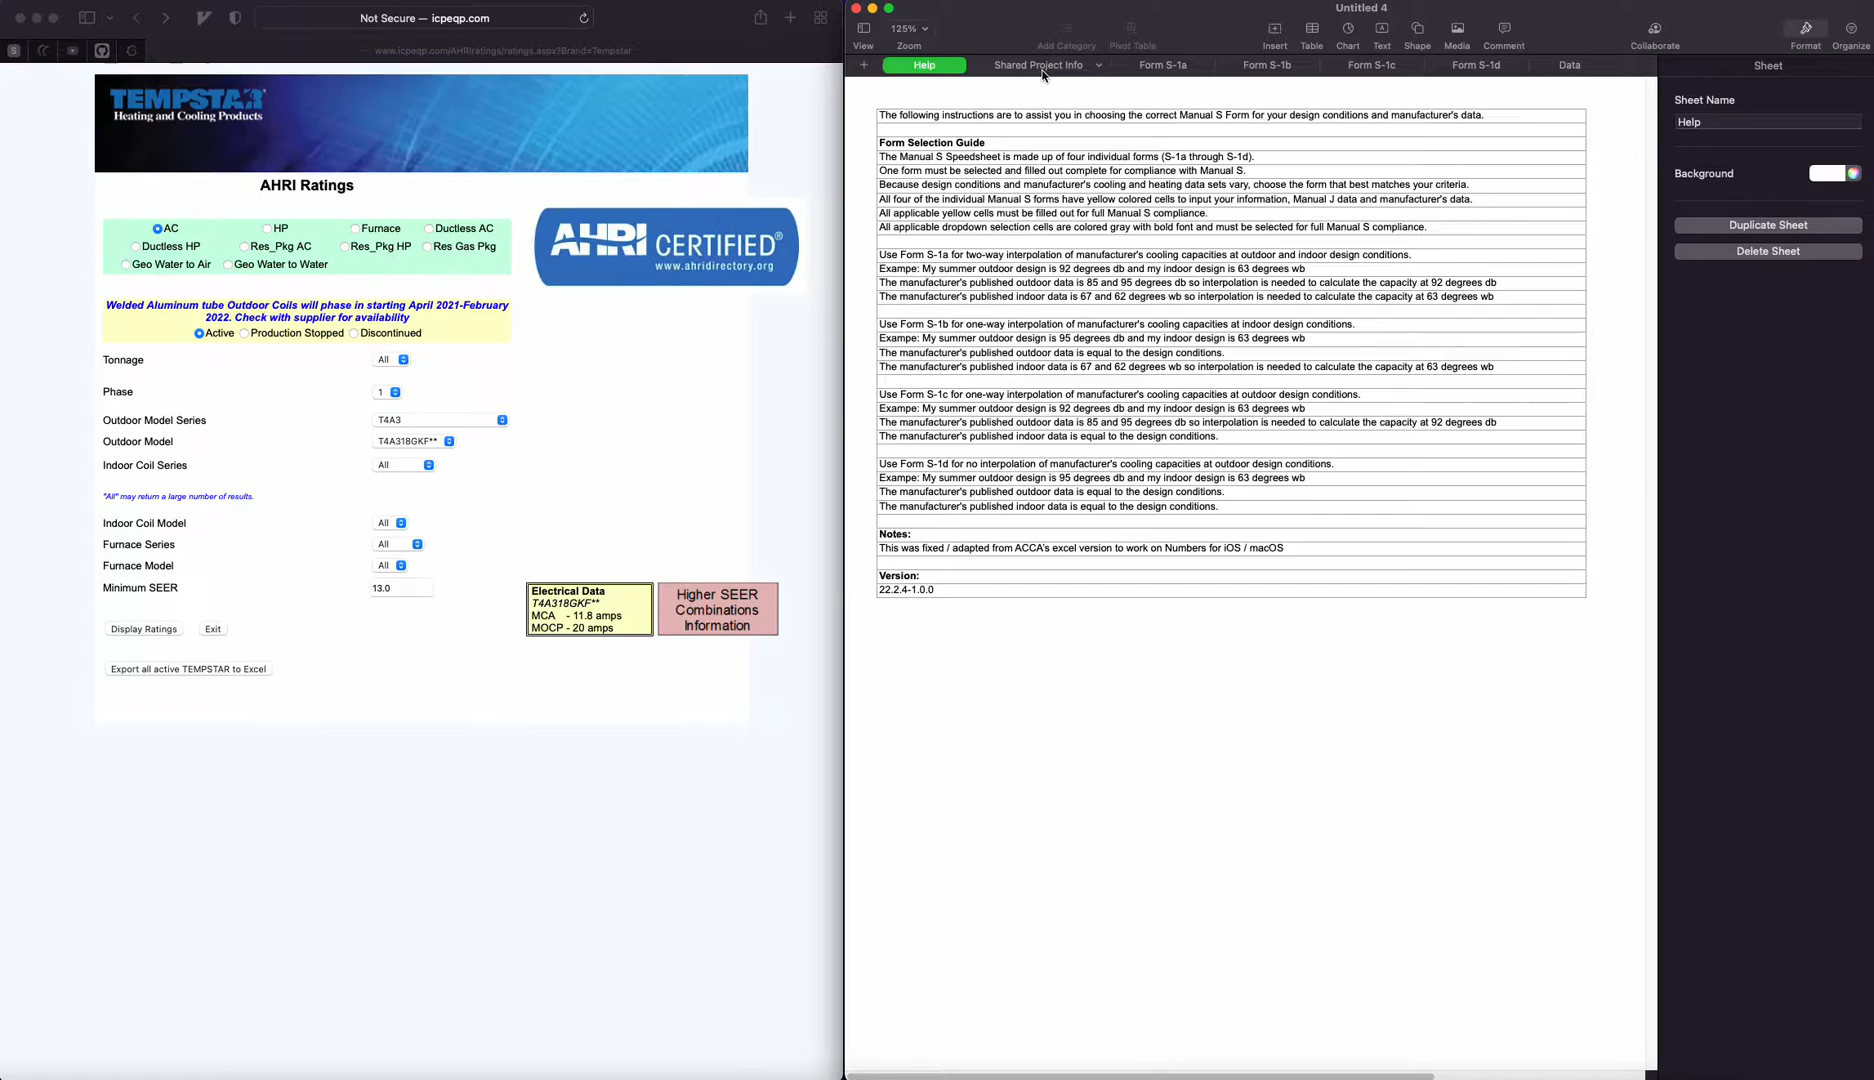 Not Secure — icpeqp.com
www.icpeqp.com/AHRiratings/ratings.aspx?Brand=Tempstar
S
TEMPSTAR
Heating and Cooling Products
AHRI Ratings
AC HP Furnace Ductless AC
Ductless HP Res_Pkg AC Res_Pkg HP Res Gas Pkg
Geo Water to Air Geo Water to Water
AHRI CERTIFIED®
www.ahridirectory.org
Welded Aluminum tube Outdoor Coils will phase in starting April 2021-February
2022. Check with supplier for availability
Active Production Stopped Discontinued
Tonnage All
Phase 1
Outdoor Model Series T4A3
Outdoor Model T4A318GKF**
Indoor Coil Series All
"All" may return a large number of results.
Indoor Coil Model All
Furnace Series All
Furnace Model All
Minimum SEER 13.0
Electrical Data
T4A318GKF**
MCA - 11.8 amps
MOCP - 20 amps
Higher SEER
Combinations
Information
Display Ratings Exit
Export all active TEMPSTAR to Excel
Untitled 4
125%
View Zoom Add Category Pivot Table Insert Table Chart Text Shape Media Comment Collaborate Format Organize
Help Shared Project Info Form S-1a Form S-1b Form S-1c Form S-1d Data
The following instructions are to assist you in choosing the correct Manual S Form for your design conditions and manufacturer's data.
Form Selection Guide
The Manual S Speedsheet is made up of four individual forms (S-1a through S-1d).
One form must be selected and filled out complete for compliance with Manual S.
Because design conditions and manufacturer's cooling and heating data sets vary, choose the form that best matches your criteria.
All four of the individual Manual S forms have yellow colored cells to input your information, Manual J data and manufacturer's data.
All applicable yellow cells must be filled out for full Manual S compliance.
All applicable dropdown selection cells are colored gray with bold font and must be selected for full Manual S compliance.
Use Form S-1a for two-way interpolation of manufacturer's cooling capacities at outdoor and indoor design conditions.
Exampe: My summer outdoor design is 92 degrees db and my indoor design is 63 degrees wb
The manufacturer's published outdoor data is 85 and 95 degrees db so interpolation is needed to calculate the capacity at 92 degrees db
The manufacturer's published indoor data is 67 and 62 degrees wb so interpolation is needed to calculate the capacity at 63 degrees wb
Use Form S-1b for one-way interpolation of manufacturer's cooling capacities at indoor design conditions.
Exampe: My summer outdoor design is 95 degrees db and my indoor design is 63 degrees wb
The manufacturer's published outdoor data is equal to the design conditions.
The manufacturer's published indoor data is 67 and 62 degrees wb so interpolation is needed to calculate the capacity at 63 degrees wb
Use Form S-1c for one-way interpolation of manufacturer's cooling capacities at outdoor design conditions.
Exampe: My summer outdoor design is 92 degrees db and my indoor design is 63 degrees wb
The manufacturer's published outdoor data is 85 and 95 degrees db so interpolation is needed to calculate the capacity at 92 degrees db
The manufacturer's published indoor data is equal to the design conditions.
Use Form S-1d for no interpolation of manufacturer's cooling capacities at outdoor design conditions.
Exampe: My summer outdoor design is 95 degrees db and my indoor design is 63 degrees wb
The manufacturer's published outdoor data is equal to the design conditions.
The manufacturer's published indoor data is equal to the design conditions.
Notes:
This was fixed / adapted from ACCA's excel version to work on Numbers for iOS / macOS
Version:
22.2.4-1.0.0
Sheet
Sheet Name
Help
Background
Duplicate Sheet
Delete Sheet